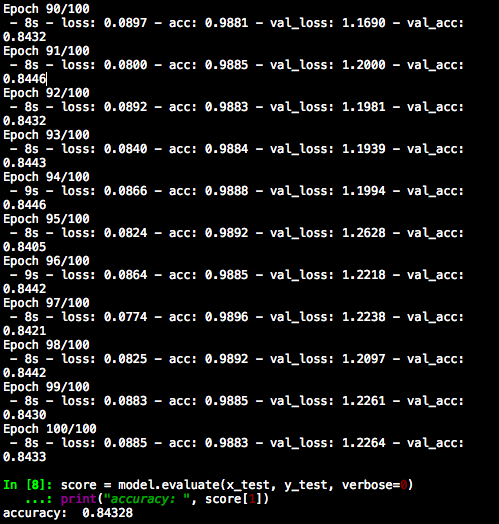 Epoch 90/100
 - 8s - loss: 0.0897 - acc: 0.9881 - val_loss: 1.1690 - val_acc:
0.8432
Epoch 91/100
 - 8s - loss: 0.0800 - acc: 0.9885 - val_loss: 1.2000 - val_acc:
0.8446
Epoch 92/100
 - 8s - loss: 0.0892 - acc: 0.9883 - val_loss: 1.1981 - val_acc:
0.8432
Epoch 93/100
 - 8s - loss: 0.0840 - acc: 0.9884 - val_loss: 1.1939 - val_acc:
0.8443
Epoch 94/100
 - 9s - loss: 0.0866 - acc: 0.9888 - val_loss: 1.1994 - val_acc:
0.8446
Epoch 95/100
 - 8s - loss: 0.0824 - acc: 0.9892 - val_loss: 1.2628 - val_acc:
0.8405
Epoch 96/100
 - 9s - loss: 0.0864 - acc: 0.9885 - val_loss: 1.2218 - val_acc:
0.8442
Epoch 97/100
 - 8s - loss: 0.0774 - acc: 0.9896 - val_loss: 1.2238 - val_acc:
0.8421
Epoch 98/100
 - 8s - loss: 0.0825 - acc: 0.9892 - val_loss: 1.2097 - val_acc:
0.8442
Epoch 99/100
 - 8s - loss: 0.0883 - acc: 0.9885 - val_loss: 1.2261 - val_acc:
0.8430
Epoch 100/100
 - 8s - loss: 0.0885 - acc: 0.9883 - val_loss: 1.2264 - val_acc:
0.8433
In [8]: score = model.evaluate(x_test, y_test, verbose=0)
   ...: print("accuracy: ", score[1])
accuracy:  0.84328